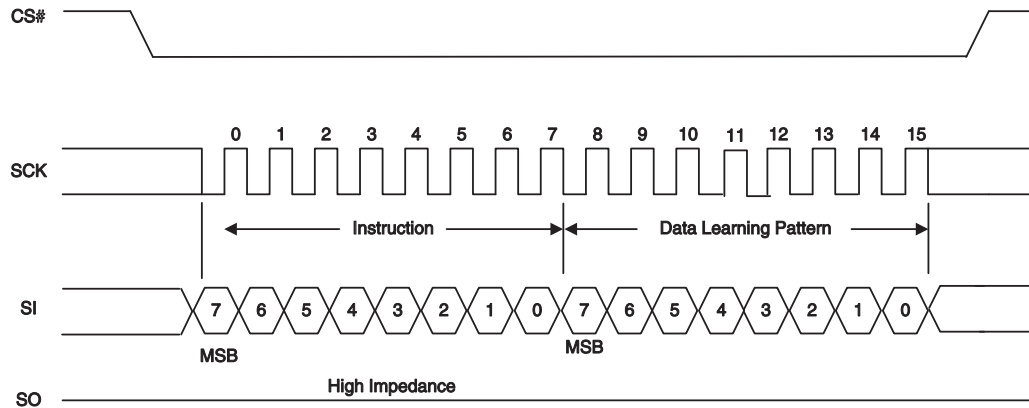 CS#
0 1 2 3 4 5 6 7 8 9 10 11 12 13 14 15
SCK
Instruction Data Learning Pattern
SI 7 6 5 4 3 2 1 0 7 6 5 4 3 2 1 0
MSB MSB
High Impedance
SO